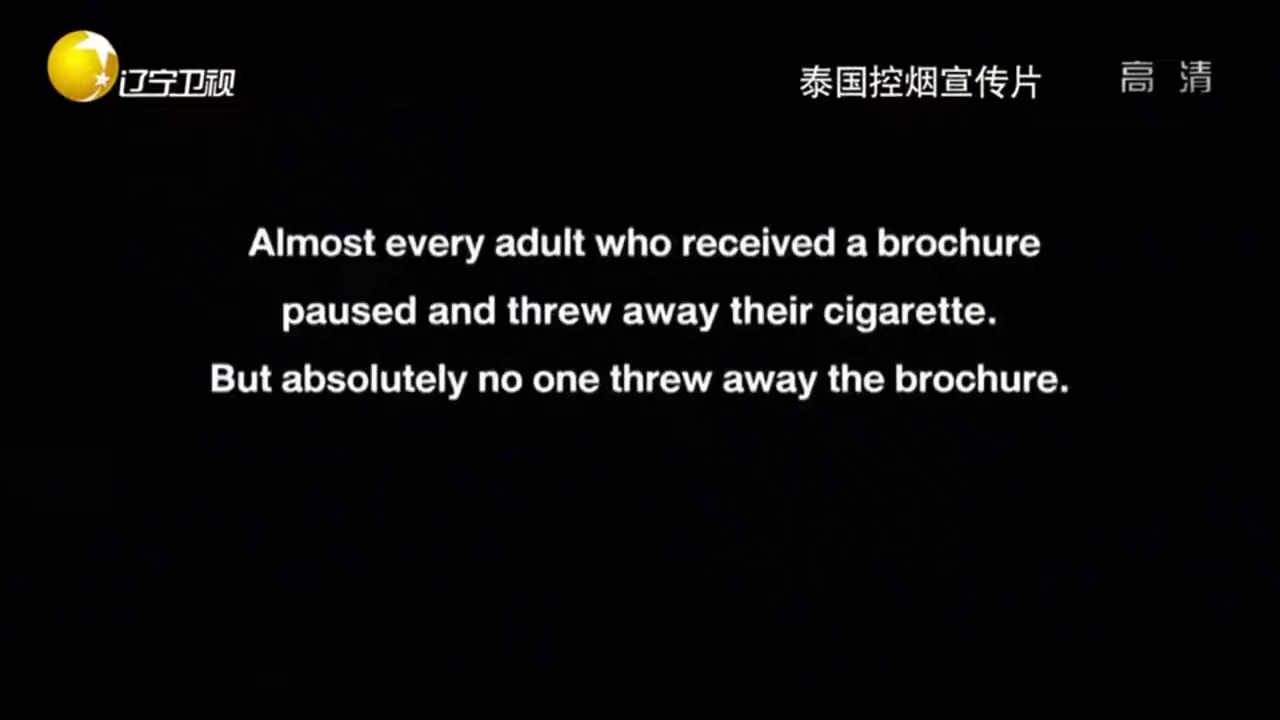 辽宁卫视
泰国控烟宣传片
高清
Almost every adult who received a brochure
paused and threw away their cigarette.
But absolutely no one threw away the brochure.